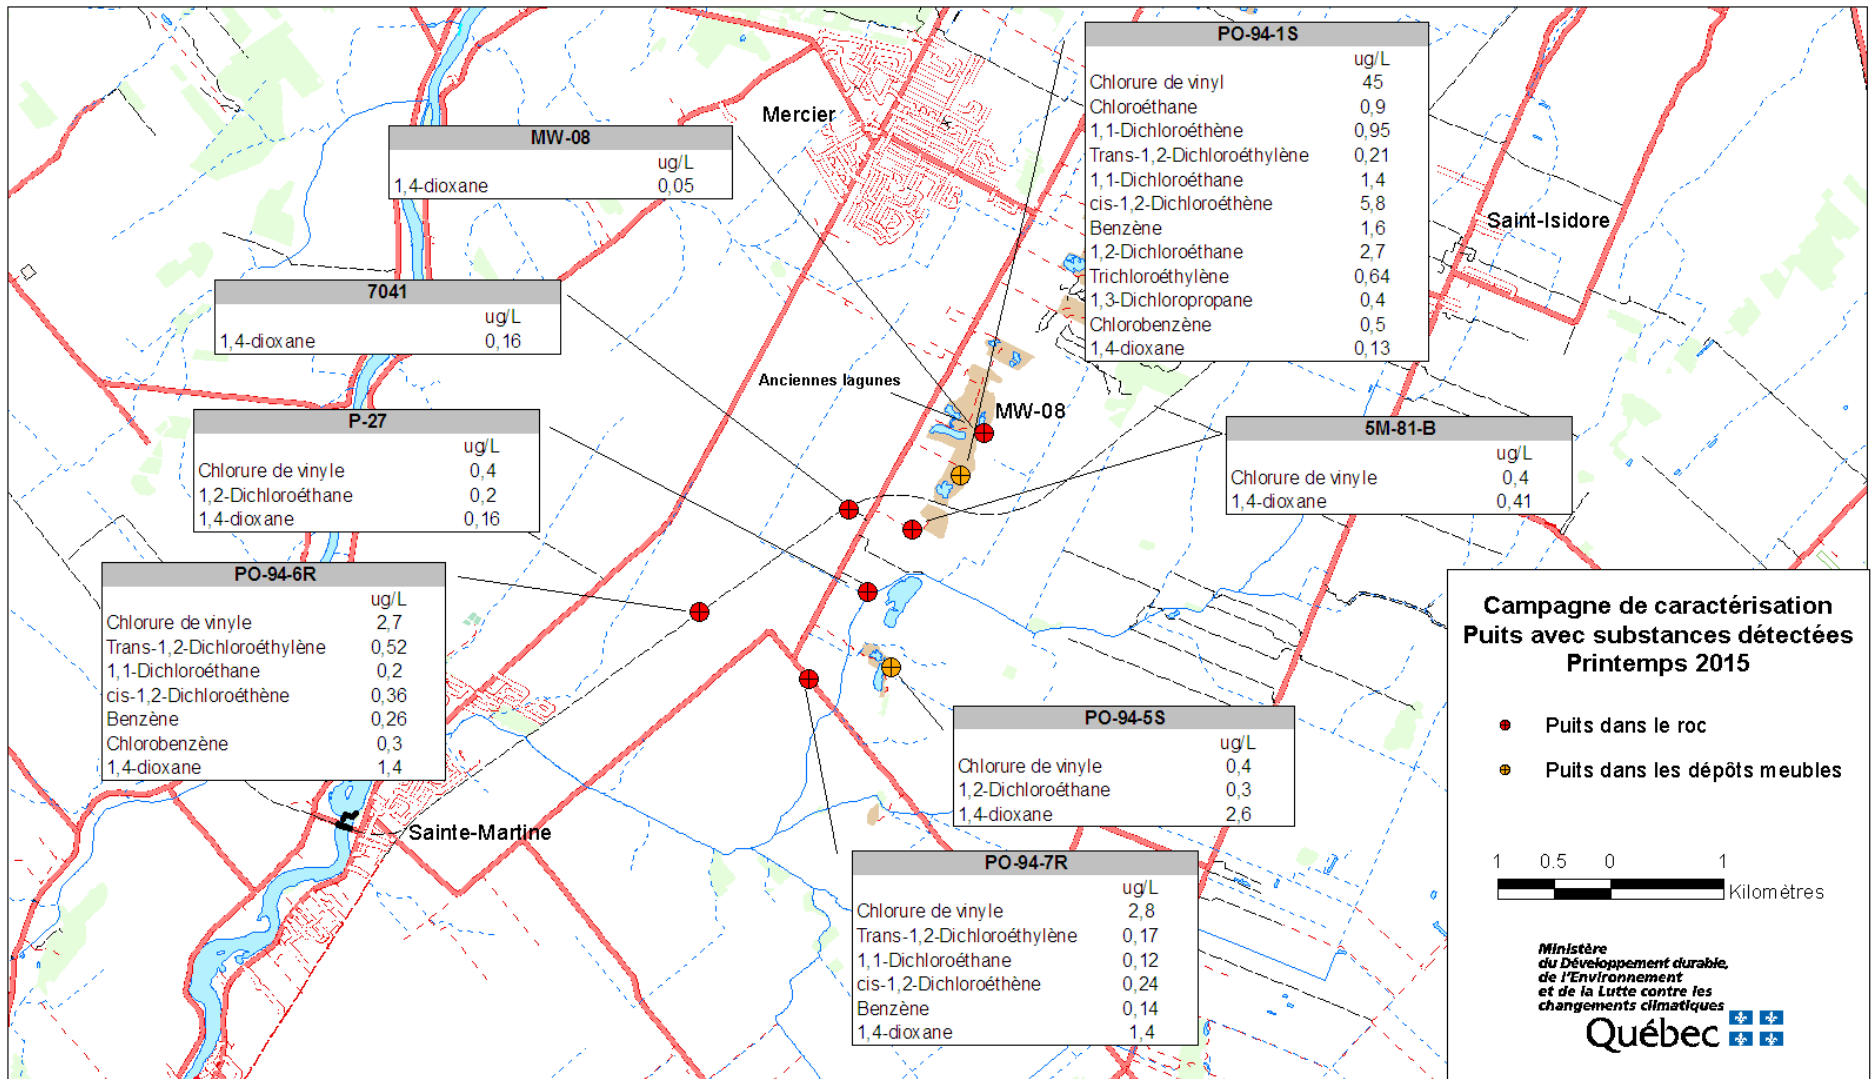 PO-94-1S
ug/L
Chlorure de vinyl 45
Chloroéthane 0,9
1,1-Dichloroéthène 0,95
Trans-1,2-Dichloroéthylène 0,21
1,1-Dichloroéthane 1,4
cis-1,2-Dichloroéthène 5,8
Benzène 1,6
1,2-Dichloroéthane 2,7
Trichloroéthylène 0,64
1,3-Dichloropropane 0,4
Chlorobenzène 0,5
1,4-dioxane 0,13
Mercier
MW-08
ug/L
1,4-dioxane 0,05
Saint-Isidore
7041
ug/L
1,4-dioxane 0,16
Anciennes lagunes
MW-08
P-27
ug/L
Chlorure de vinyle 0,4
1,2-Dichloroéthane 0,2
1,4-dioxane 0,16
5M-81-B
ug/L
Chlorure de vinyle 0,4
1,4-dioxane 0,41
PO-94-6R
ug/L
Chlorure de vinyle 2,7
Trans-1,2-Dichloroéthylène 0,52
1,1-Dichloroéthane 0,2
cis-1,2-Dichloroéthène 0,36
Benzène 0,26
Chlorobenzène 0,3
1,4-dioxane 1,4
Sainte-Martine
PO-94-5S
ug/L
Chlorure de vinyle 0,4
1,2-Dichloroéthane 0,3
1,4-dioxane 2,6
PO-94-7R
ug/L
Chlorure de vinyle 2,8
Trans-1,2-Dichloroéthylène 0,17
1,1-Dichloroéthane 0,12
cis-1,2-Dichloroéthène 0,24
Benzène 0,14
1,4-dioxane 1,4
Campagne de caractérisation
Puits avec substances détectées
Printemps 2015
Puits dans le roc
Puits dans les dépôts meubles
1 0.5 0 1
Kilomètres
Ministère
du Développement durable,
de l'Environnement
et de la Lutte contre les
changements climatiques
Québec